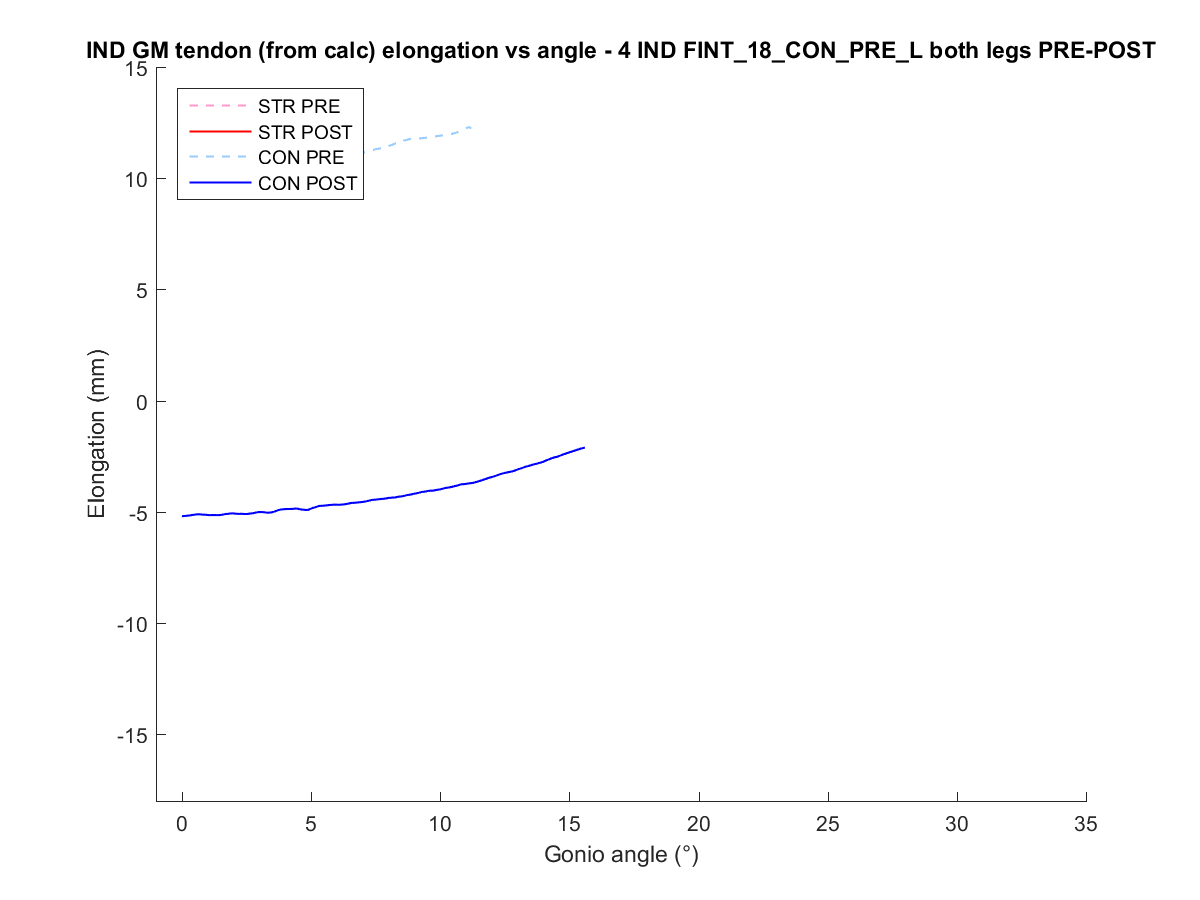 IND GM tendon (from calc) elongation vs angle - 4 IND FINT_18_CON_PRE_L both legs PRE-POST
15
10
5
0
-5
-10
-15
Elongation (mm)
STR PRE
STR POST
CON PRE
CON POST
0 5 10 15 20 25 30 35
Gonio angle (°)